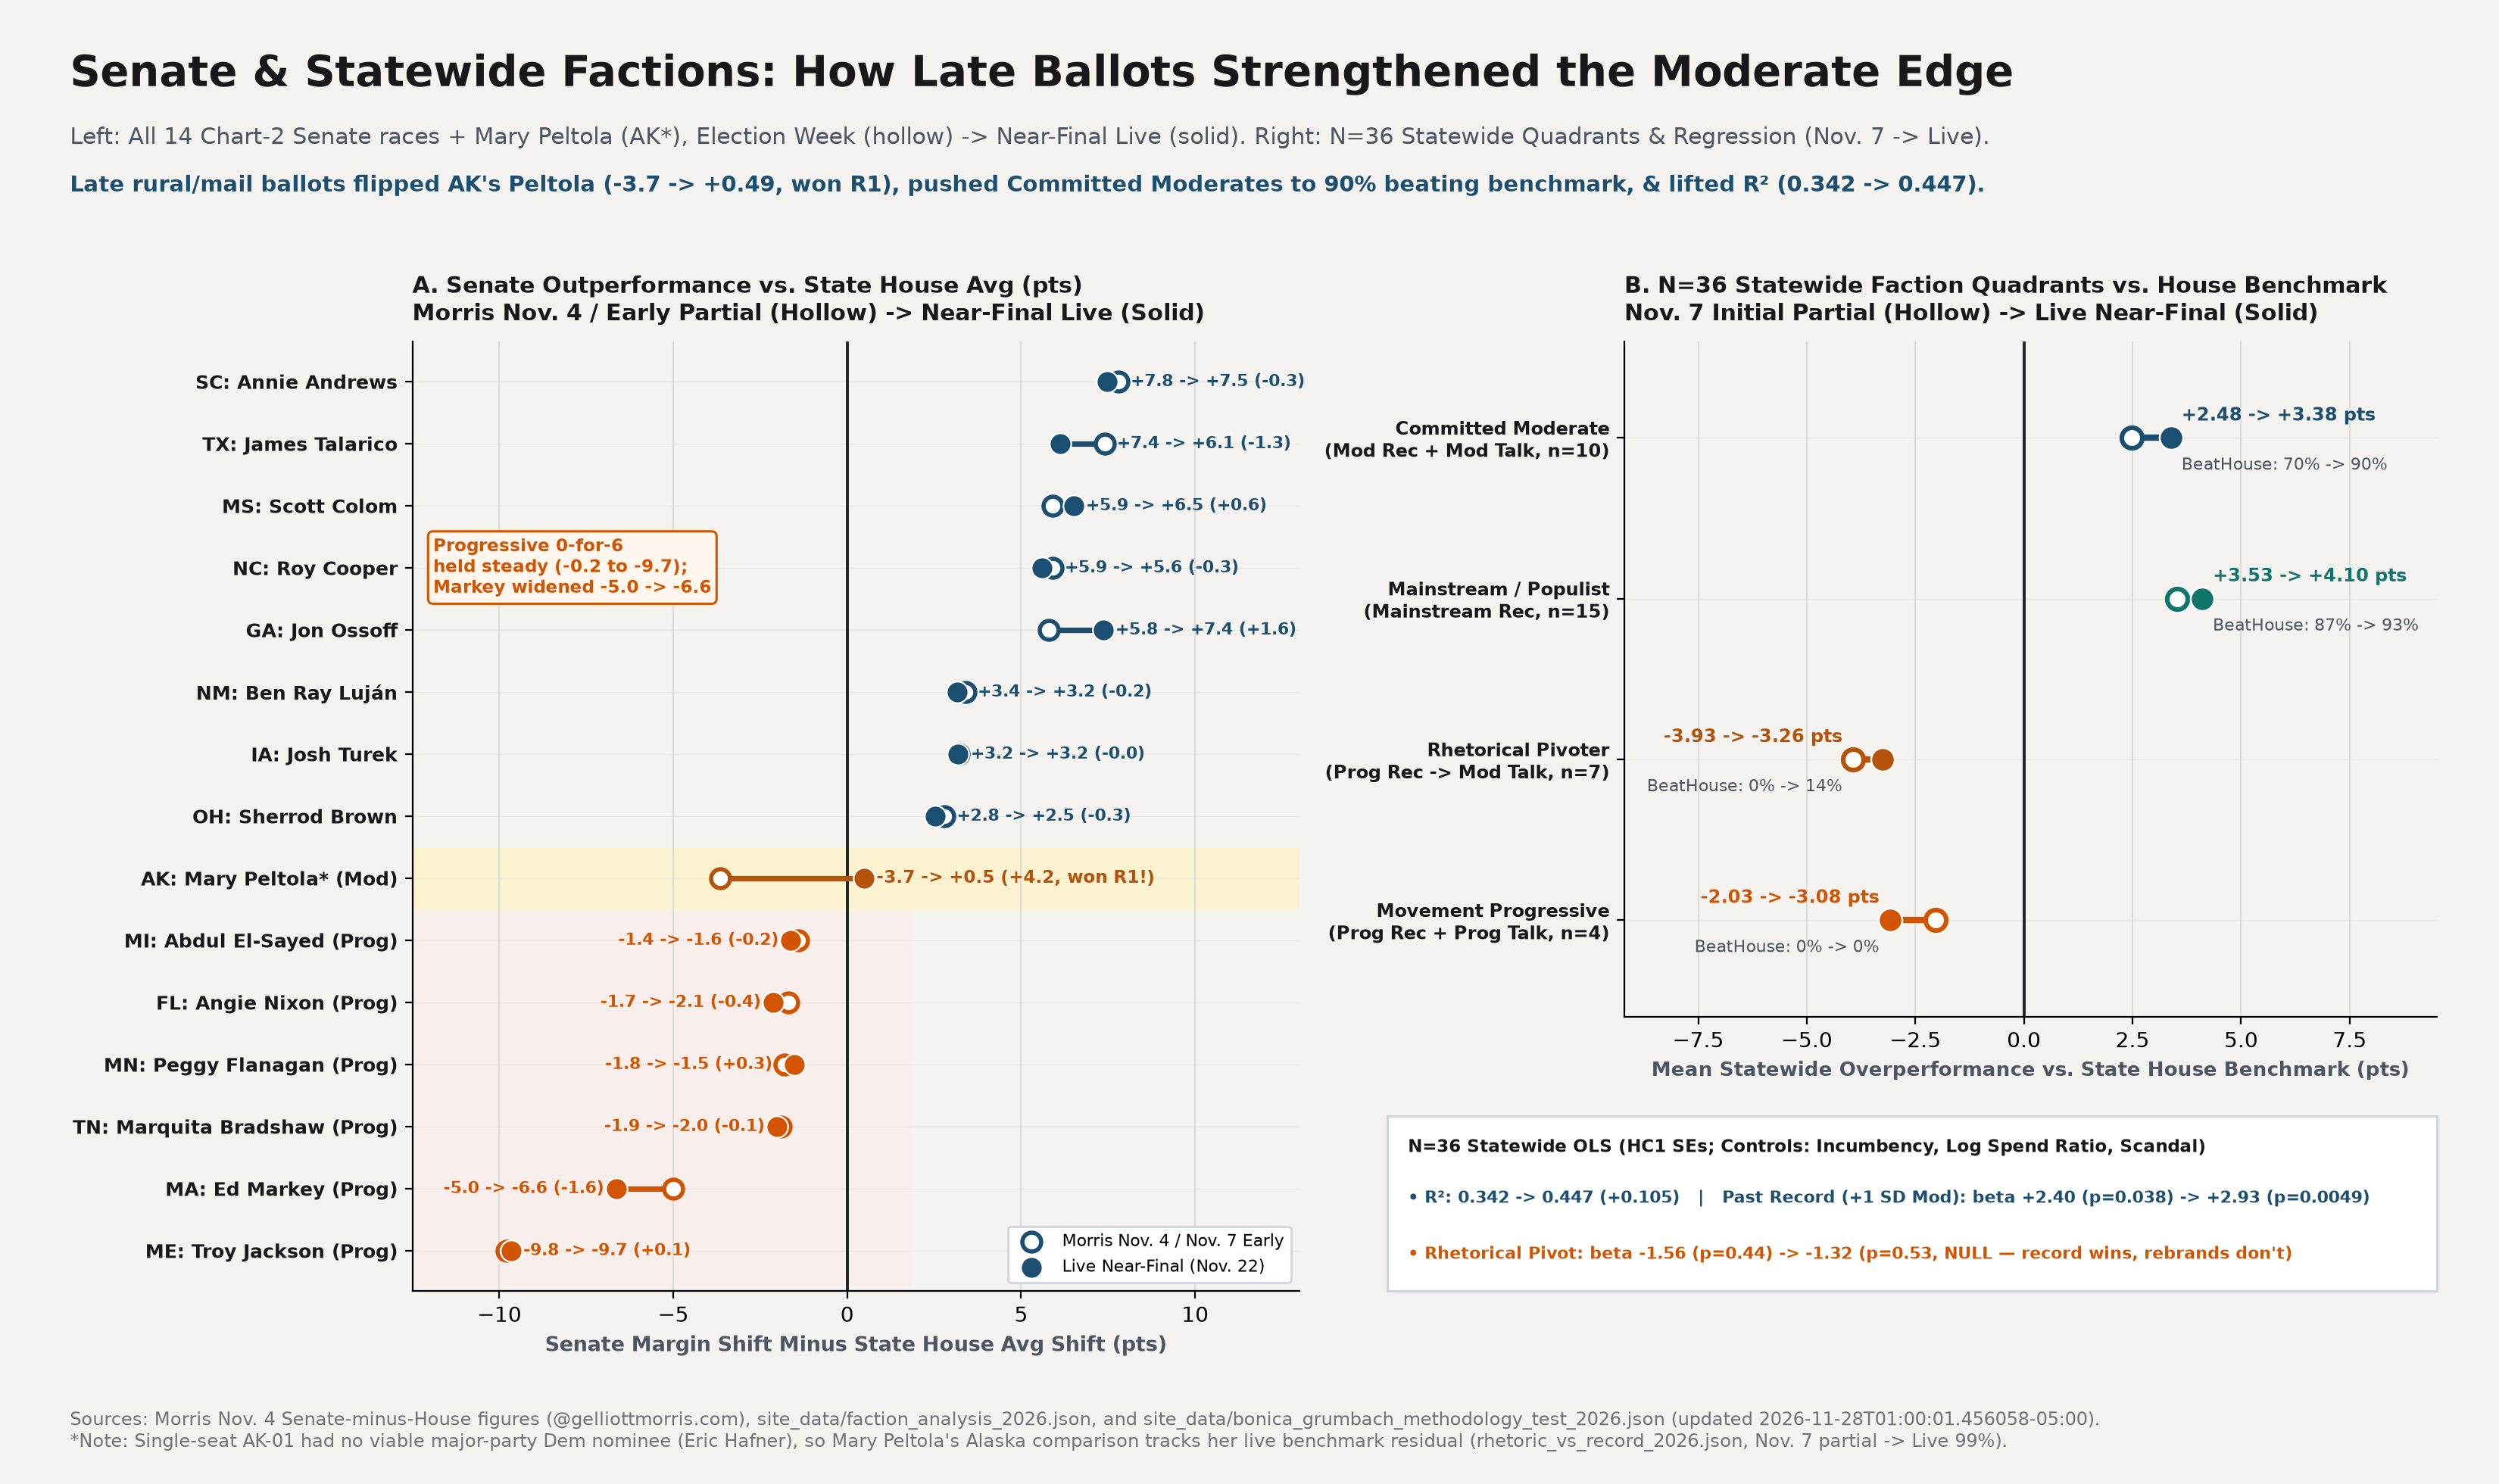 Senate & Statewide Factions: How Late Ballots Strengthened the Moderate Edge
Left: All 14 Chart-2 Senate races + Mary Peltola (AK*), Election Week (hollow) -> Near-Final Live (solid). Right: N=36 Statewide Quadrants & Regression (Nov. 7 -> Live).
Late rural/mail ballots flipped AK's Peltola (-3.7 -> +0.49, won R1), pushed Committed Moderates to 90% beating benchmark, & lifted R² (0.342 -> 0.447).
A. Senate Outperformance vs. State House Avg (pts)
Morris Nov. 4 / Early Partial (Hollow) -> Near-Final Live (Solid)
SC: Annie Andrews
+7.8 -> +7.5 (-0.3)
TX: James Talarico
+7.4 -> +6.1 (-1.3)
MS: Scott Colom
+5.9 -> +6.5 (+0.6)
Progressive 0-for-6
held steady (-0.2 to -9.7);
Markey widened -5.0 -> -6.6
NC: Roy Cooper
+5.9 -> +5.6 (-0.3)
GA: Jon Ossoff
+5.8 -> +7.4 (+1.6)
NM: Ben Ray Luján
+3.4 -> +3.2 (-0.2)
IA: Josh Turek
+3.2 -> +3.2 (-0.0)
OH: Sherrod Brown
+2.8 -> +2.5 (-0.3)
AK: Mary Peltola* (Mod)
-3.7 -> +0.5 (+4.2, won R1!)
MI: Abdul El-Sayed (Prog)
-1.4 -> -1.6 (-0.2)
FL: Angie Nixon (Prog)
-1.7 -> -2.1 (-0.4)
MN: Peggy Flanagan (Prog)
-1.8 -> -1.5 (+0.3)
TN: Marquita Bradshaw (Prog)
-1.9 -> -2.0 (-0.1)
MA: Ed Markey (Prog)
-5.0 -> -6.6 (-1.6)
ME: Troy Jackson (Prog)
-9.8 -> -9.7 (+0.1)
Morris Nov. 4 / Nov. 7 Early
Live Near-Final (Nov. 22)
−10 −5 0 5 10
Senate Margin Shift Minus State House Avg Shift (pts)
B. N=36 Statewide Faction Quadrants vs. House Benchmark
Nov. 7 Initial Partial (Hollow) -> Live Near-Final (Solid)
Committed Moderate
(Mod Rec + Mod Talk, n=10)
+2.48 -> +3.38 pts
BeatHouse: 70% -> 90%
Mainstream / Populist
(Mainstream Rec, n=15)
+3.53 -> +4.10 pts
BeatHouse: 87% -> 93%
Rhetorical Pivoter
(Prog Rec -> Mod Talk, n=7)
-3.93 -> -3.26 pts
BeatHouse: 0% -> 14%
Movement Progressive
(Prog Rec + Prog Talk, n=4)
-2.03 -> -3.08 pts
BeatHouse: 0% -> 0%
−7.5 −5.0 −2.5 0.0 2.5 5.0 7.5
Mean Statewide Overperformance vs. State House Benchmark (pts)
N=36 Statewide OLS (HC1 SEs; Controls: Incumbency, Log Spend Ratio, Scandal)
• R²: 0.342 -> 0.447 (+0.105) | Past Record (+1 SD Mod): beta +2.40 (p=0.038) -> +2.93 (p=0.0049)
• Rhetorical Pivot: beta -1.56 (p=0.44) -> -1.32 (p=0.53, NULL — record wins, rebrands don't)
Sources: Morris Nov. 4 Senate-minus-House figures (@gelliottmorris.com), site_data/faction_analysis_2026.json, and site_data/bonica_grumbach_methodology_test_2026.json (updated 2026-11-28T01:00:01.456058-05:00).
*Note: Single-seat AK-01 had no viable major-party Dem nominee (Eric Hafner), so Mary Peltola's Alaska comparison tracks her live benchmark residual (rhetoric_vs_record_2026.json, Nov. 7 partial -> Live 99%).